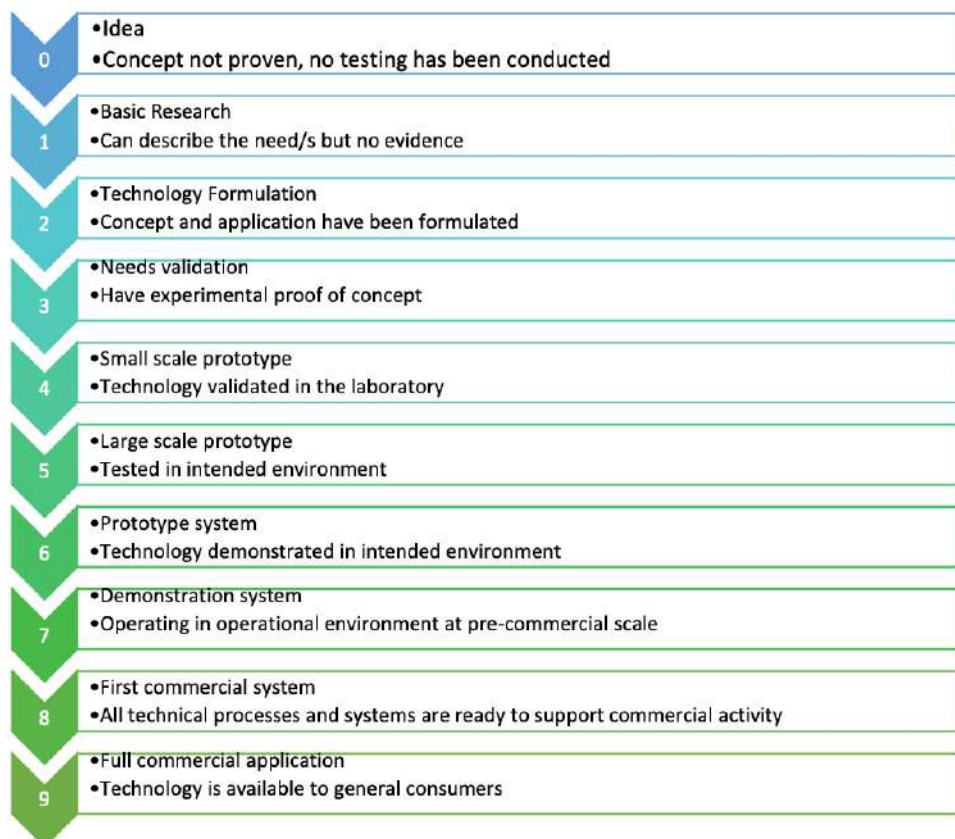 •Idea
0
•Concept not proven, no testing has been conducted
•Basic Research
1
•Can describe the need/s but no evidence
•Technology Formulation
2
•Concept and application have been formulated
•Needs validation
3
•Have experimental proof of concept
•Small scale prototype
4
•Technology validated in the laboratory
•Large scale prototype
5
•Tested in intended environment
•Prototype system
6
•Technology demonstrated in intended environment
•Demonstration system
7
•Operating in operational environment at pre-commercial scale
•First commercial system
8
•All technical processes and systems are ready to support commercial activity
•Full commercial application
9
•Technology is available to general consumers